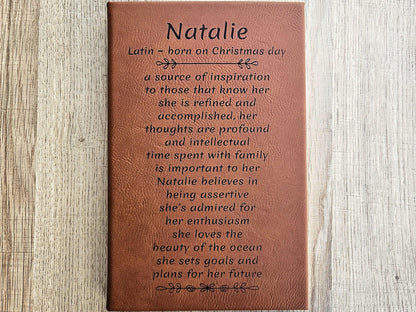 Natalie
Latin – born on Christmas day
a source of inspiration
to those that know her
she is refined and
accomplished, her
thoughts are profound
and intellectual
time spent with family
is important to her
Natalie believes in
being assertive
she's admired for
her enthusiasm
she loves the
beauty of the ocean
she sets goals and
plans for her future